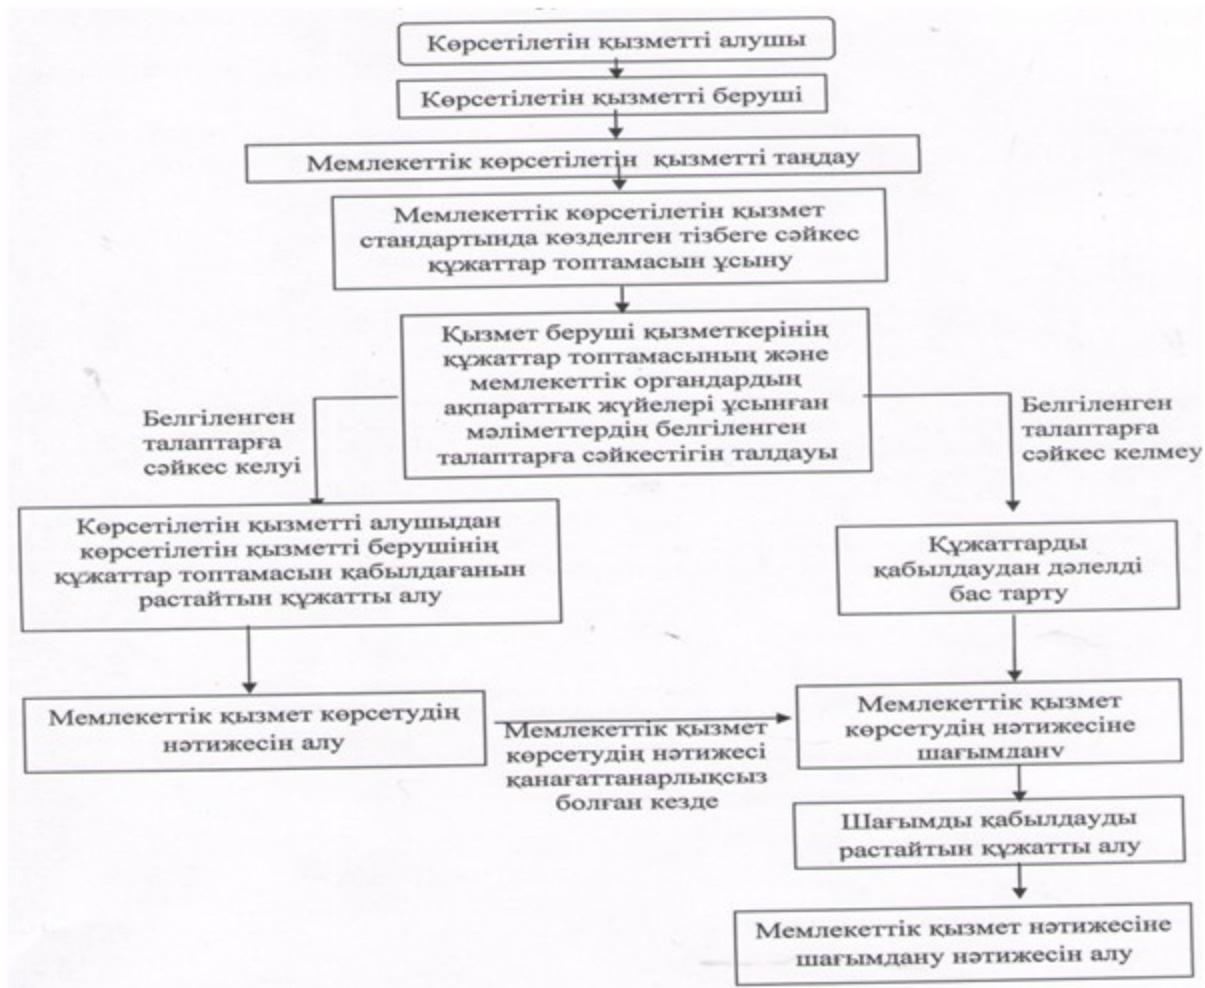 Көрсетілетін қызметті алушы
Көрсетілетін қызметті беруші
Мемлекеттік көрсетілетін қызметті таңдау
Мемлекеттік көрсетілетін қызмет
стандартында көзделген тізбеге сәйкес
құжаттар топтамасын ұсыну
Қызмет беруші қызметкерінің
құжаттар топтамасының және
мемлекеттік органдардың
ақпараттық жүйелері ұсынған
мәліметтердің белгіленген
талаптарға сәйкестігін талдауы
Белгіленген
талаптарға
сәйкес келуі
Белгіленген
талаптарға
сәйкес келмеу
Көрсетілетін қызметті алушыдан
көрсетілетін қызметті берушінің
құжаттар топтамасын қабылдағанын
растайтын құжатты алу
Құжаттарды
қабылдаудан дәлелді
бас тарту
Мемлекеттік қызмет көрсетудің
нәтижесін алу
Мемлекеттік қызмет
көрсетудің нәтижесі
қанағаттанарлықсыз
болған кезде
Мемлекеттік қызмет
көрсетудің нәтижесіне
шағымдану
Шағымды қабылдауды
растайтын құжатты алу
Мемлекеттік қызмет нәтижесіне
шағымдану нәтижесін алу